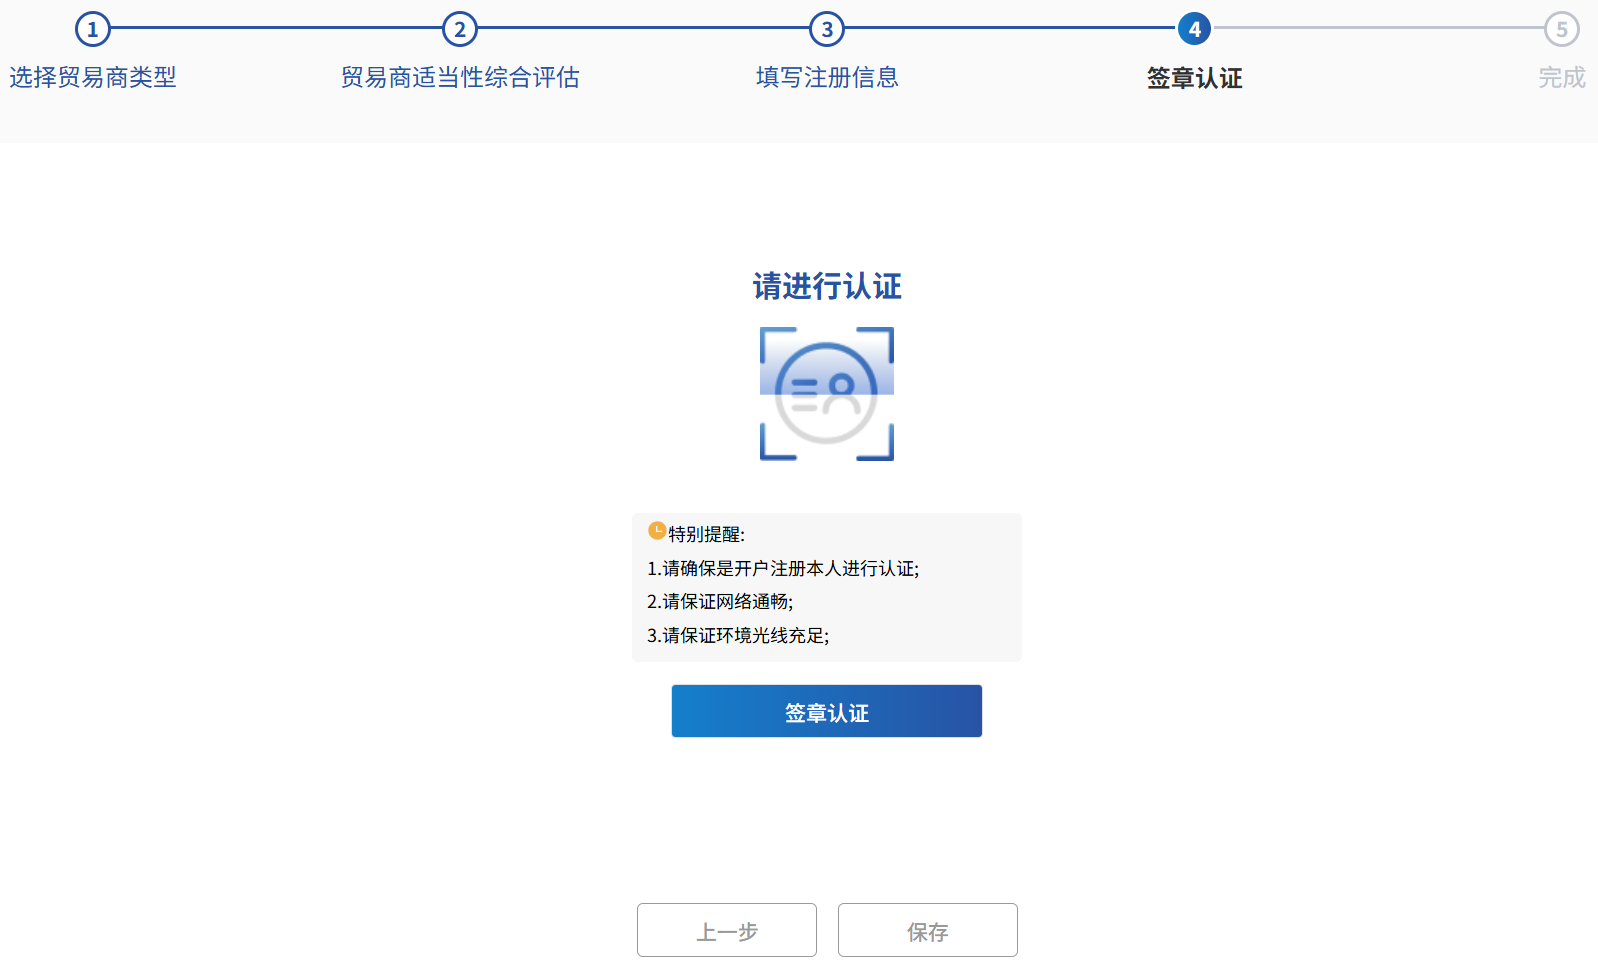 1
2
3
4
5
选择贸易商类型
贸易商适当性综合评估
填写注册信息
签章认证
完成
请进行认证
特别提醒:
1.请确保是开户注册本人进行认证;
2.请保证网络通畅;
3.请保证环境光线充足;
签章认证
上一步
保存